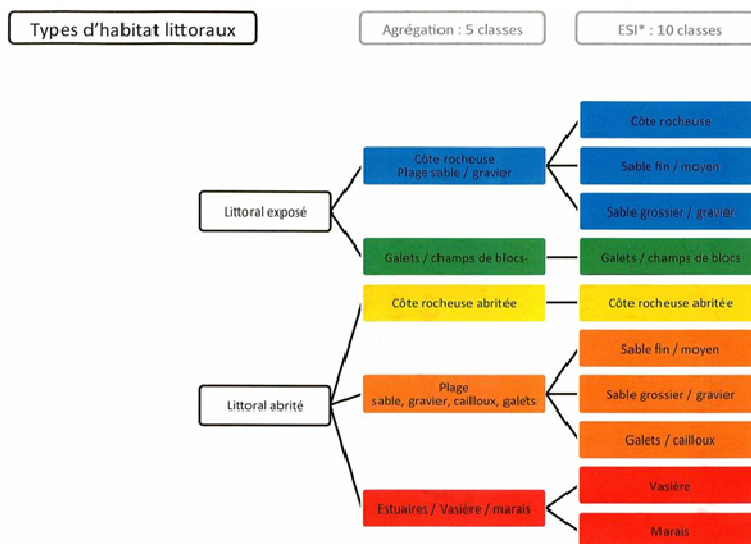 Types d'habitat littoraux
Agrégation : 5 classes
ESI* : 10 classes
Littoral exposé
Côte rocheuse
Plage sable / gravier
Côte rocheuse
Sable fin / moyen
Sable grossier / gravier
Galets / champs de blocs-
Galets / champs de blocs
Littoral abrité
Côte rocheuse abritée
Côte rocheuse abritée
Plage
sable, gravier, cailloux, galets
Sable fin / moyen
Sable grossier / gravier
Galets / cailloux
Estuaires / Vasière / marais
Vasière
Marais